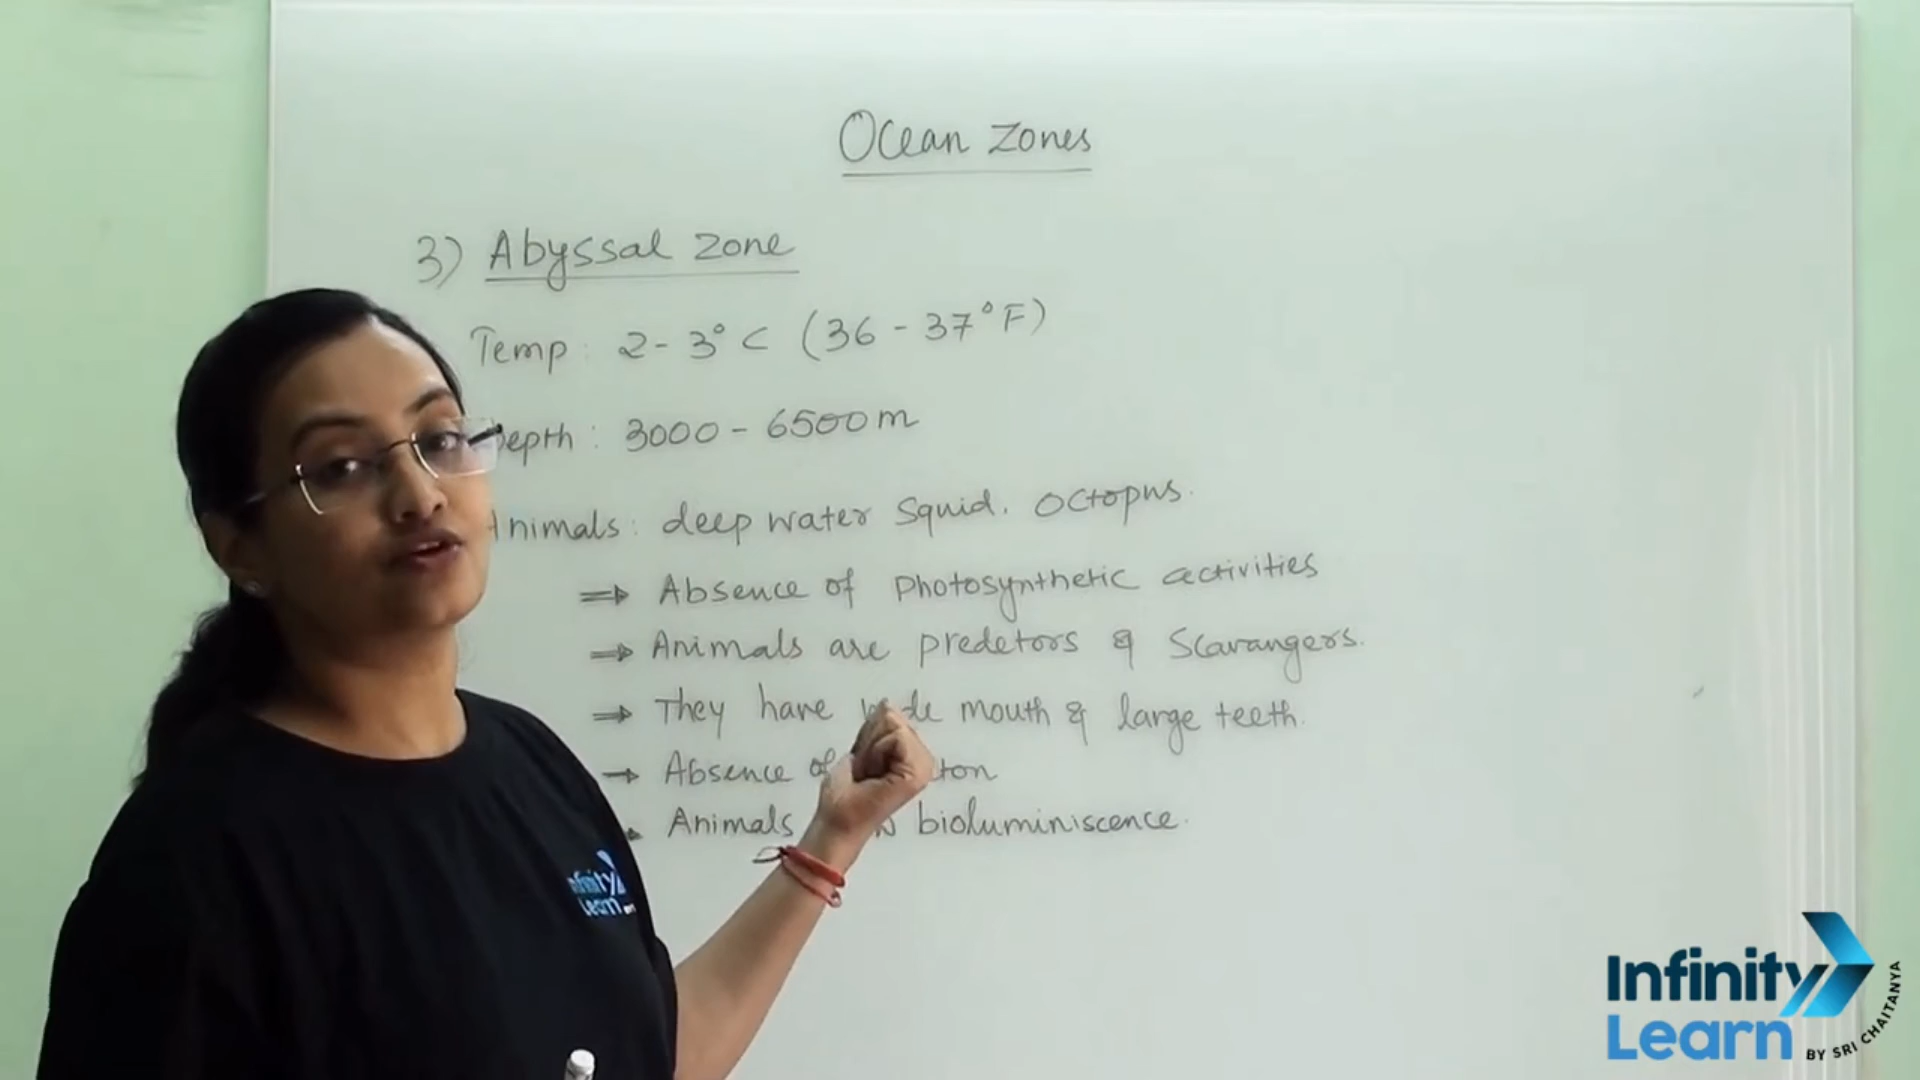 Ocean Zones
3) Abyssal zone
Temp : 2 - 3° C (36 - 37° F)
Depth : 3000 - 6500 m
Animals : deep water Squid. Octopus.
⇒ Absence of Photosynthetic activities
⇒ Animals are predetors & Scavangers.
⇒ They have wide mouth & large teeth.
→ Absence of
Animals bioluminiscence.
Infinity
Learn
Infinity
Learn
BY SRI CHAITANYA